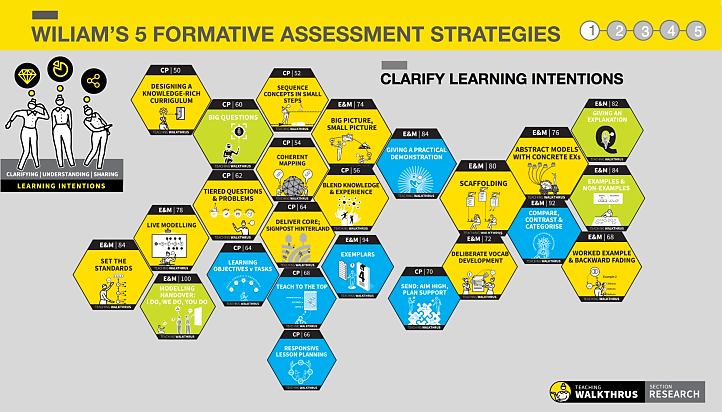 WILIAM'S 5 FORMATIVE ASSESSMENT STRATEGIES
1 2 3 4 5
CLARIFY LEARNING INTENTIONS
CLARIFYING | UNDERSTANDING | SHARING
LEARNING INTENTIONS
CP | 50
DESIGNING A
KNOWLEDGE-RICH
CURRIGULUM
CP | 52
SEQUENCE
CONCEPTS IN SMALL
STEPS
CP | 60
BIG QUESTIONS
E&M | 74
BIG PICTURE,
SMALL PICTURE
CP | 54
COHERENT
MAPPING
CP | 62
TIERED QUESTIONS
& PROBLEMS
CP | 56
BLEND KNOWLEDGE
& EXPERIENCE
CP | 64
DELIVER CORE;
SIGNPOST HINTERLAND
E&M | 78
LIVE MODELLING
E&M | 84
SET THE
STANDARDS
E&M | 100
MODELLING
HANDOVER:
I DO, WE DO, YOU DO
CP | 64
LEARNING
OBJECTIVES v TASKS
E&M | 94
EXEMPLARS
CP | 68
TEACH TO THE TOP
CP | 66
RESPONSIVE
LESSON PLANNING
E&M | 84
GIVING A PRACTICAL
DEMONSTRATION
CP | 70
SEND: AIM HIGH,
PLAN SUPPORT
E&M | 80
SCAFFOLDING
E&M | 72
DELIBERATE VOCAB
DEVELOPMENT
E&M | 76
ABSTRACT MODELS
WITH CONCRETE EXs
E&M | 92
COMPARE,
CONTRAST &
CATEGORISE
E&M | 82
GIVING AN
EXPLANATION
E&M | 84
EXAMPLES &
NON-EXAMPLES
E&M | 68
WORKED EXAMPLE
& BACKWARD FADING
TEACHING
WALKTHRUS
SECTION
RESEARCH